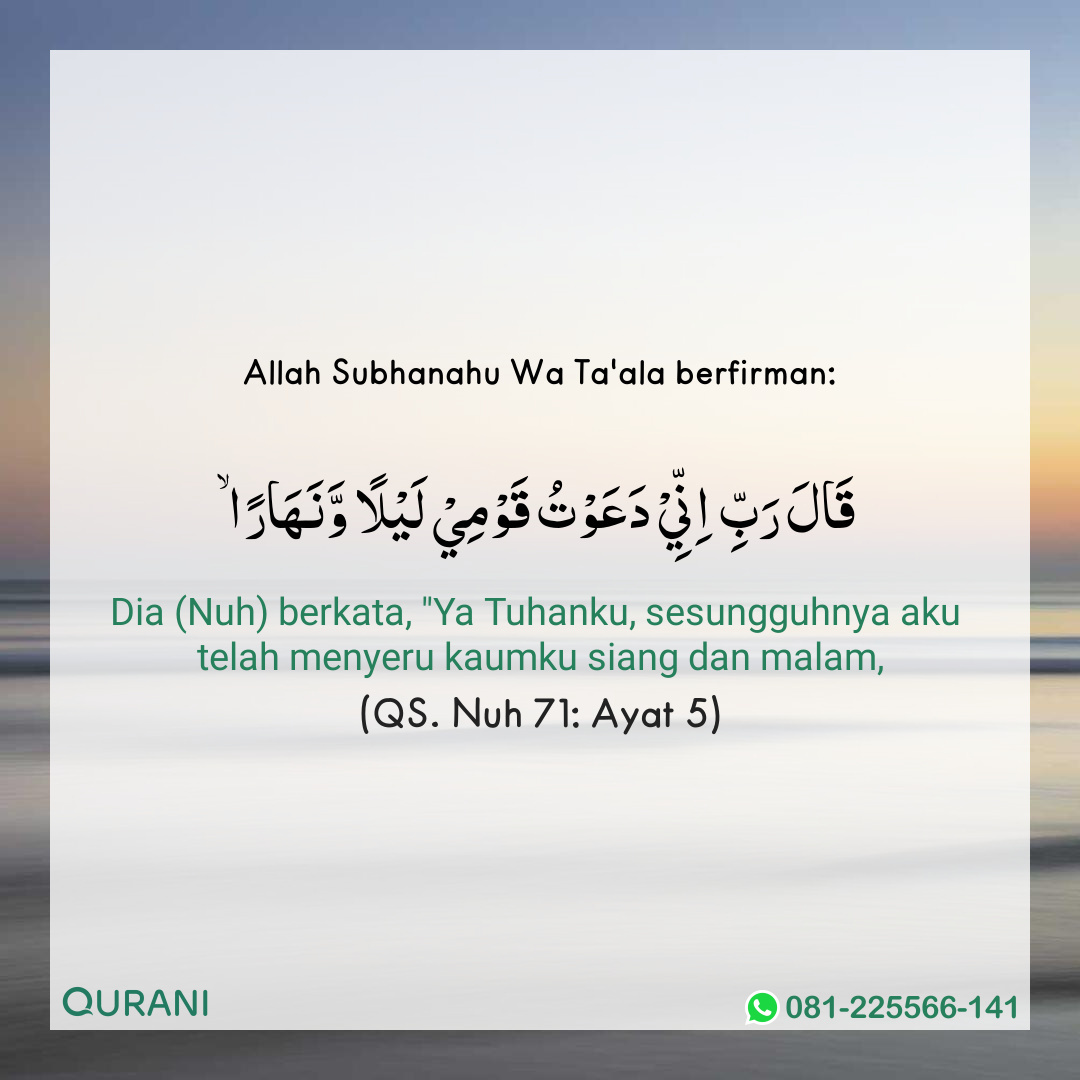 Allah Subhanahu Wa Ta'ala berfirman:
قَالَ رَبِّ اِنِّيْ دَعَوْتُ قَوْمِيْ لَيْلًا وَّنَهَارًا ۙ
Dia (Nuh) berkata, "Ya Tuhanku, sesungguhnya aku
telah menyeru kaumku siang dan malam,
(QS. Nuh 71: Ayat 5)
QURANI
081-225566-141